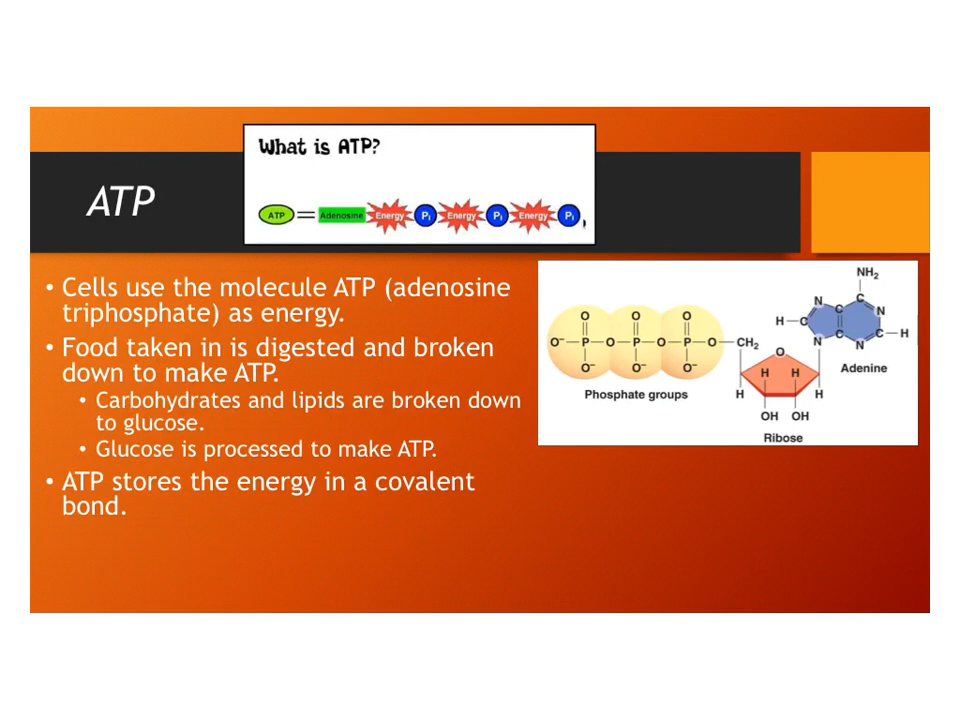 What is ATP?
ATP = Adenosine Energy Pi Energy Pi Energy Pi ,
ATP
• Cells use the molecule ATP (adenosine
triphosphate) as energy.
• Food taken in is digested and broken
down to make ATP.
• Carbohydrates and lipids are broken down
to glucose.
• Glucose is processed to make ATP.
• ATP stores the energy in a covalent
bond.
NH₂
N C C N
H–C C–H
N C N
Adenine
O O O
O⁻–P–O–P–O–P–O–CH₂
O⁻ O⁻ O⁻
Phosphate groups
O
H H H H
OH OH
Ribose